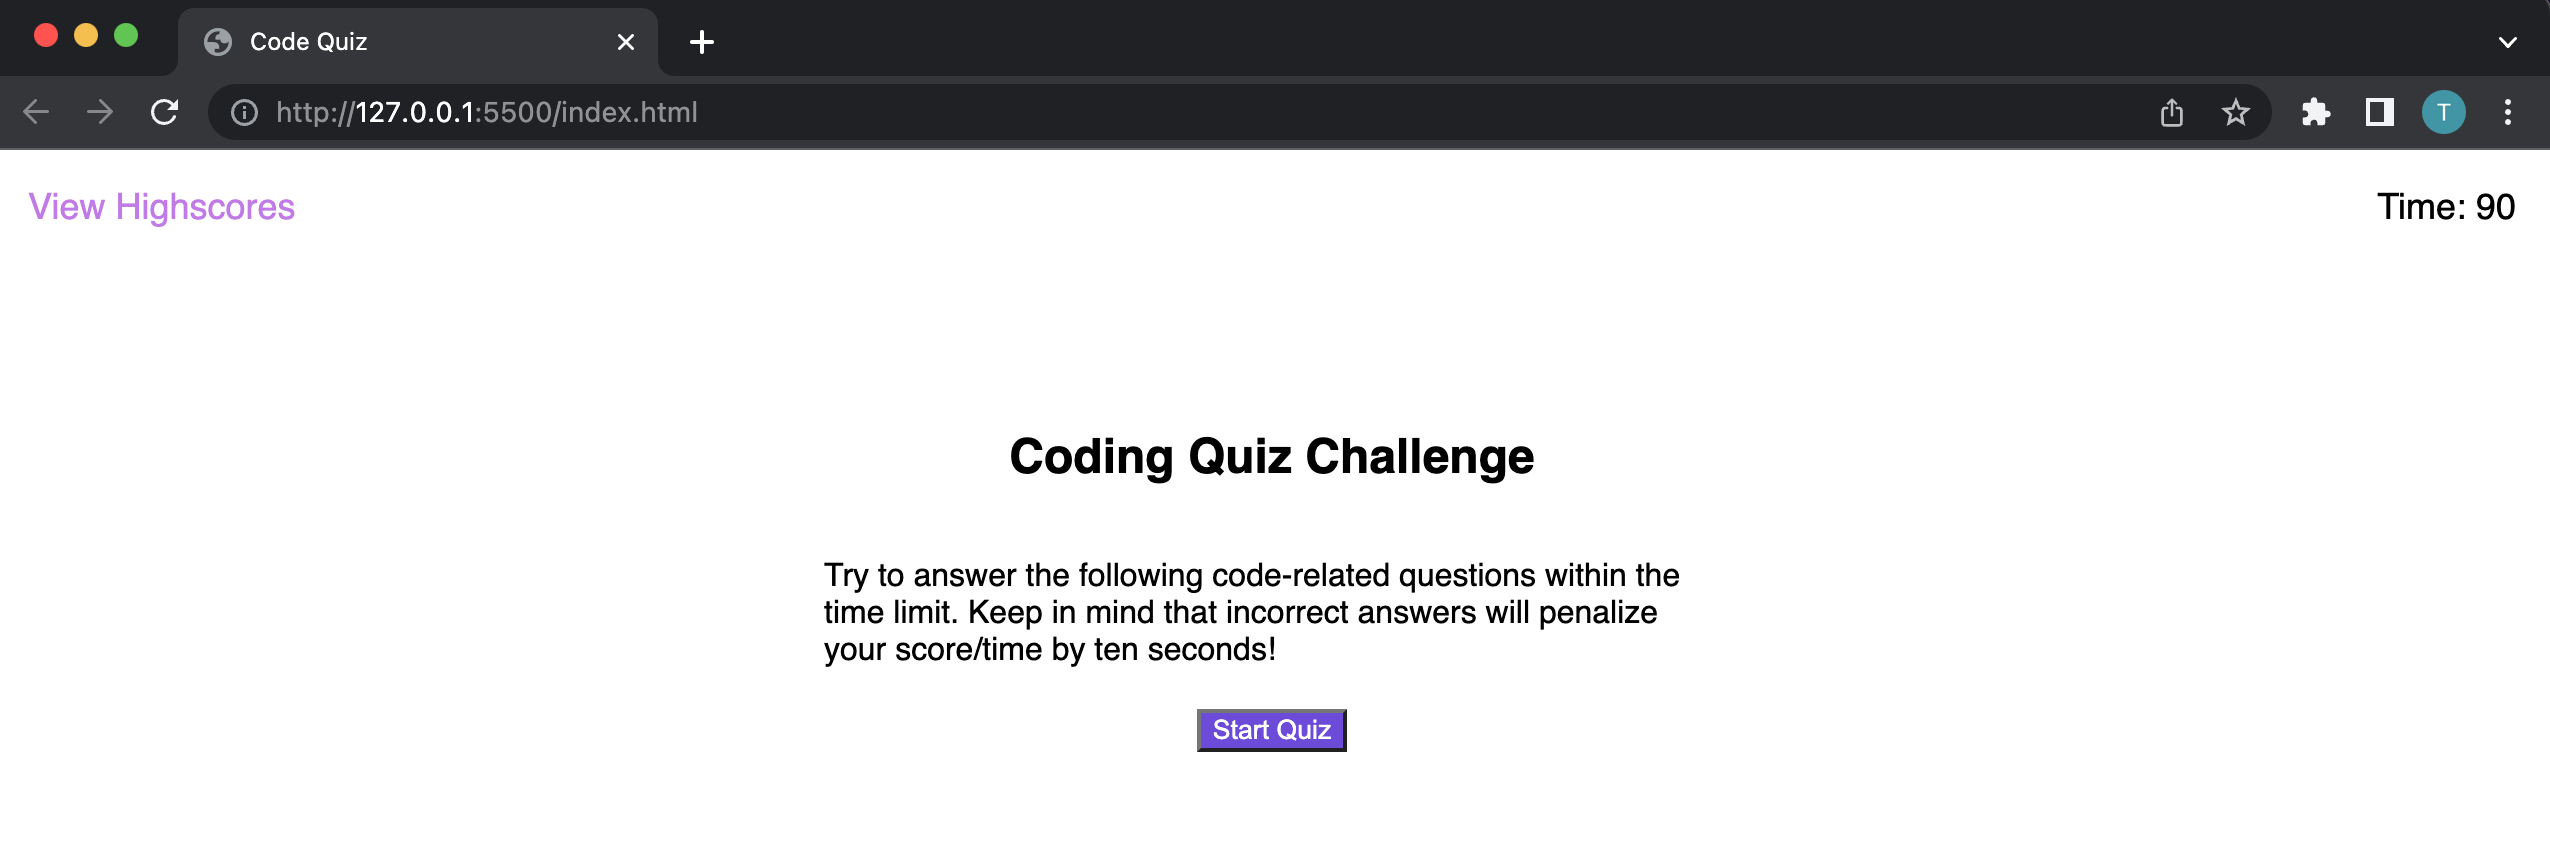 Code Quiz
http://127.0.0.1:5500/index.html
T
View Highscores
Time: 90
Coding Quiz Challenge
Try to answer the following code-related questions within the
time limit. Keep in mind that incorrect answers will penalize
your score/time by ten seconds!
Start Quiz